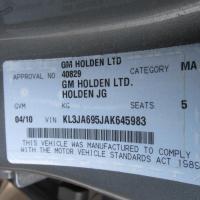 GM HOLDEN LTD
APPROVAL NO 40829 CATEGORY MA
GM HOLDEN LTD.
HOLDEN JG
GVM KG SEATS 5
04/10 VIN KL3JA695JAK645983
THIS VEHICLE WAS MANUFACTURED TO COMPLY
WITH THE MOTOR VEHICLE STANDARDS ACT 1989